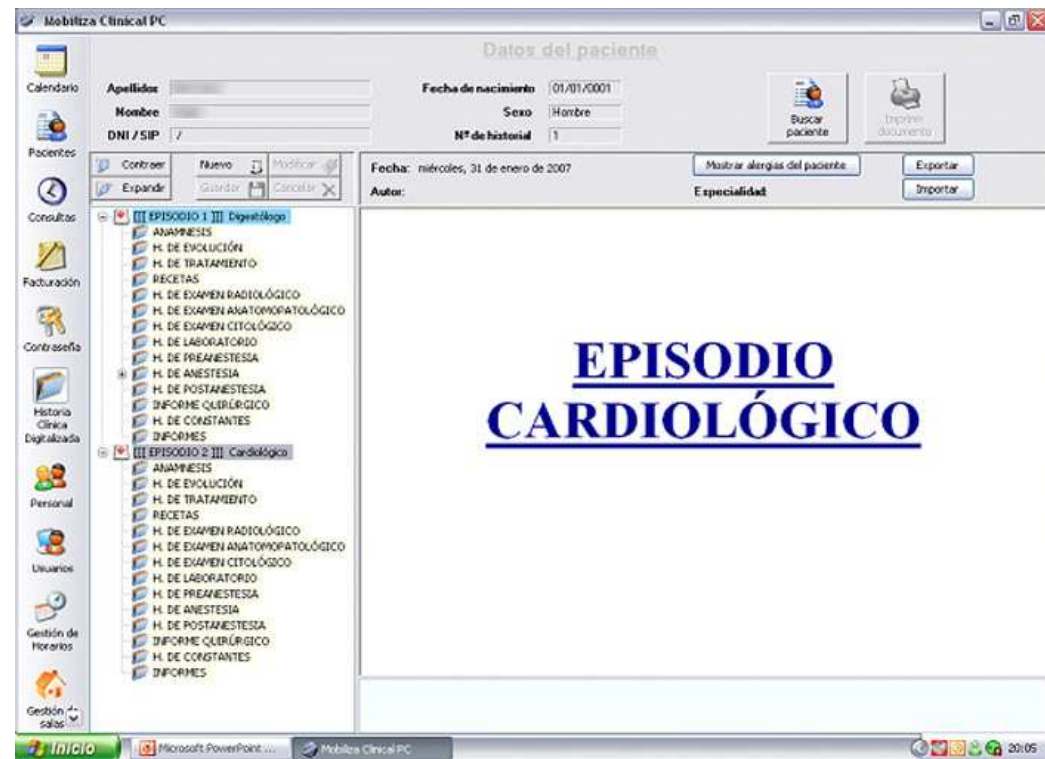 Mobiliza Clinical PC
Datos del paciente
Calendario
Pacientes
Consultas
Facturación
Contraseña
Historia
Clínica
Digitalizada
Personal
Usuarios
Gestión de
Horarios
Gestión de
salas
Apellidos
Nombre
DNI / SIP /
Fecha de nacimiento 01/01/0001
Sexo Hombre
Nº de historial 1
Buscar
paciente
Imprimir
documento
Contraer Nuevo Modificar
Expandir Guardar Cancelar
Fecha: miércoles, 31 de enero de 2007
Autor: Especialidad:
Mostrar alergias del paciente
Exportar
Importar
[[[ EPISODIO 1 ]]] Digestólogo
ANAMNESIS
H. DE EVOLUCIÓN
H. DE TRATAMIENTO
RECETAS
H. DE EXAMEN RADIOLÓGICO
H. DE EXAMEN ANATOMOPATOLÓGICO
H. DE EXAMEN CITOLÓGICO
H. DE LABORATORIO
H. DE PREANESTESIA
H. DE ANESTESIA
H. DE POSTANESTESIA
INFORME QUIRÚRGICO
H. DE CONSTANTES
INFORMES
[[[ EPISODIO 2 ]]] Cardiológico
ANAMNESIS
H. DE EVOLUCIÓN
H. DE TRATAMIENTO
RECETAS
H. DE EXAMEN RADIOLÓGICO
H. DE EXAMEN ANATOMOPATOLÓGICO
H. DE EXAMEN CITOLÓGICO
H. DE LABORATORIO
H. DE PREANESTESIA
H. DE ANESTESIA
H. DE POSTANESTESIA
INFORME QUIRÚRGICO
H. DE CONSTANTES
INFORMES
EPISODIO
CARDIOLÓGICO
Inicio
Microsoft PowerPoint ...
Mobiliza Clinical PC
20:05